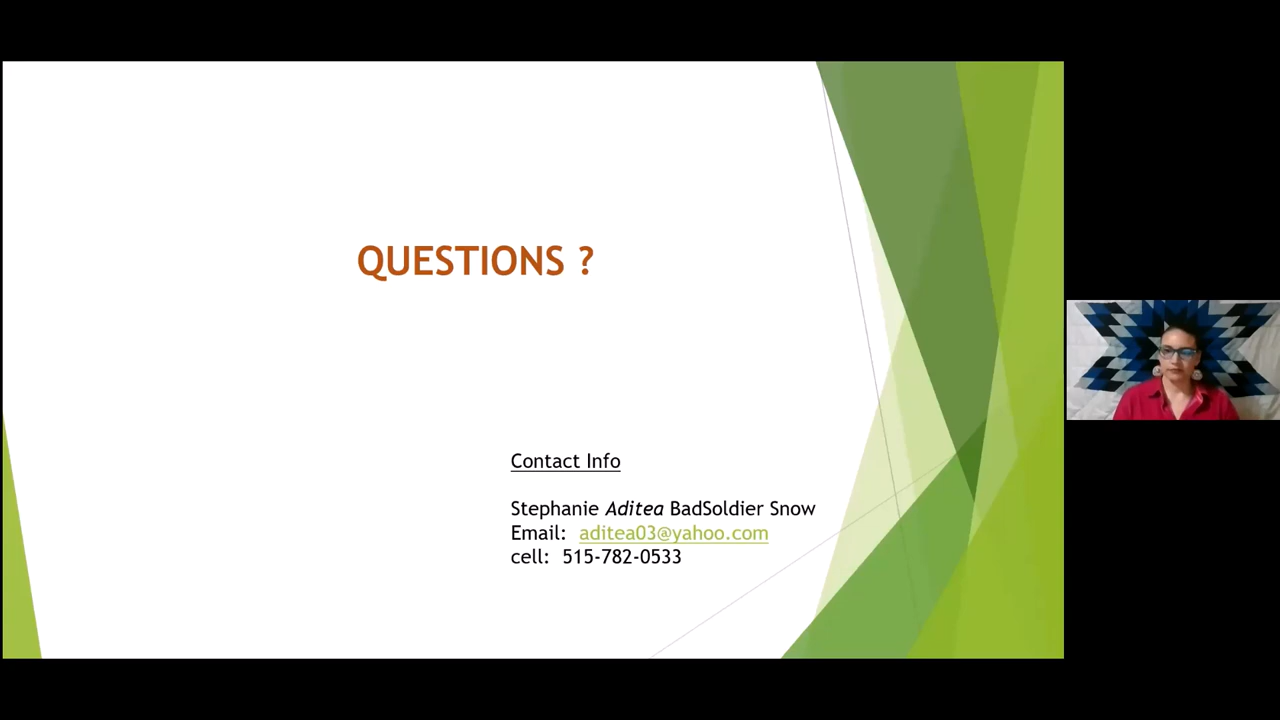 QUESTIONS ?
Contact Info
Stephanie Aditea BadSoldier Snow
Email: aditea03@yahoo.com
cell: 515-782-0533